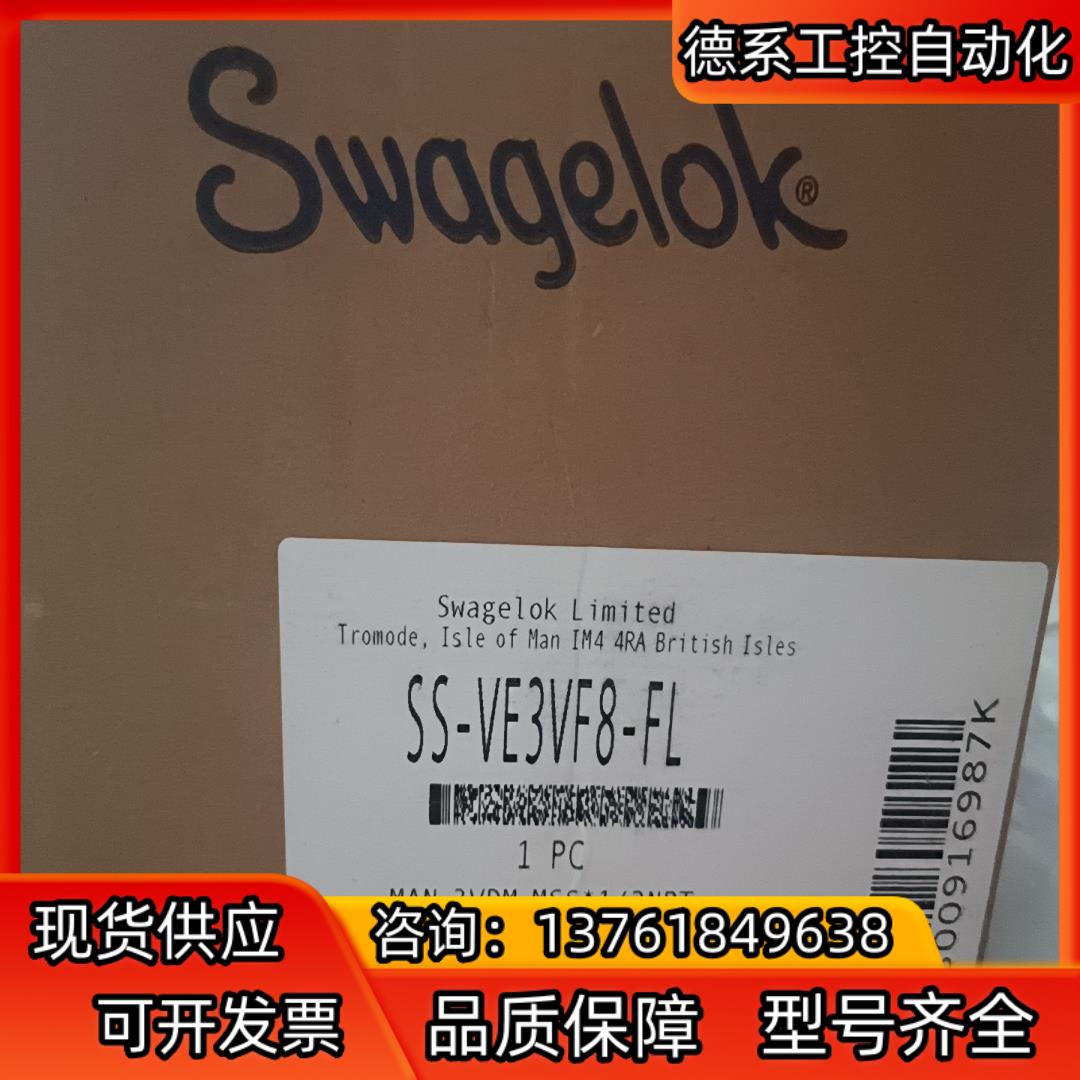 德系工控自动化
Swagelok®
Swagelok Limited
Tromode, Isle of Man IM4 4RA British Isles
SS-VE3VF8-FL
1 PC
现货供应
咨询：13761849638
可开发票
品质保障
型号齐全